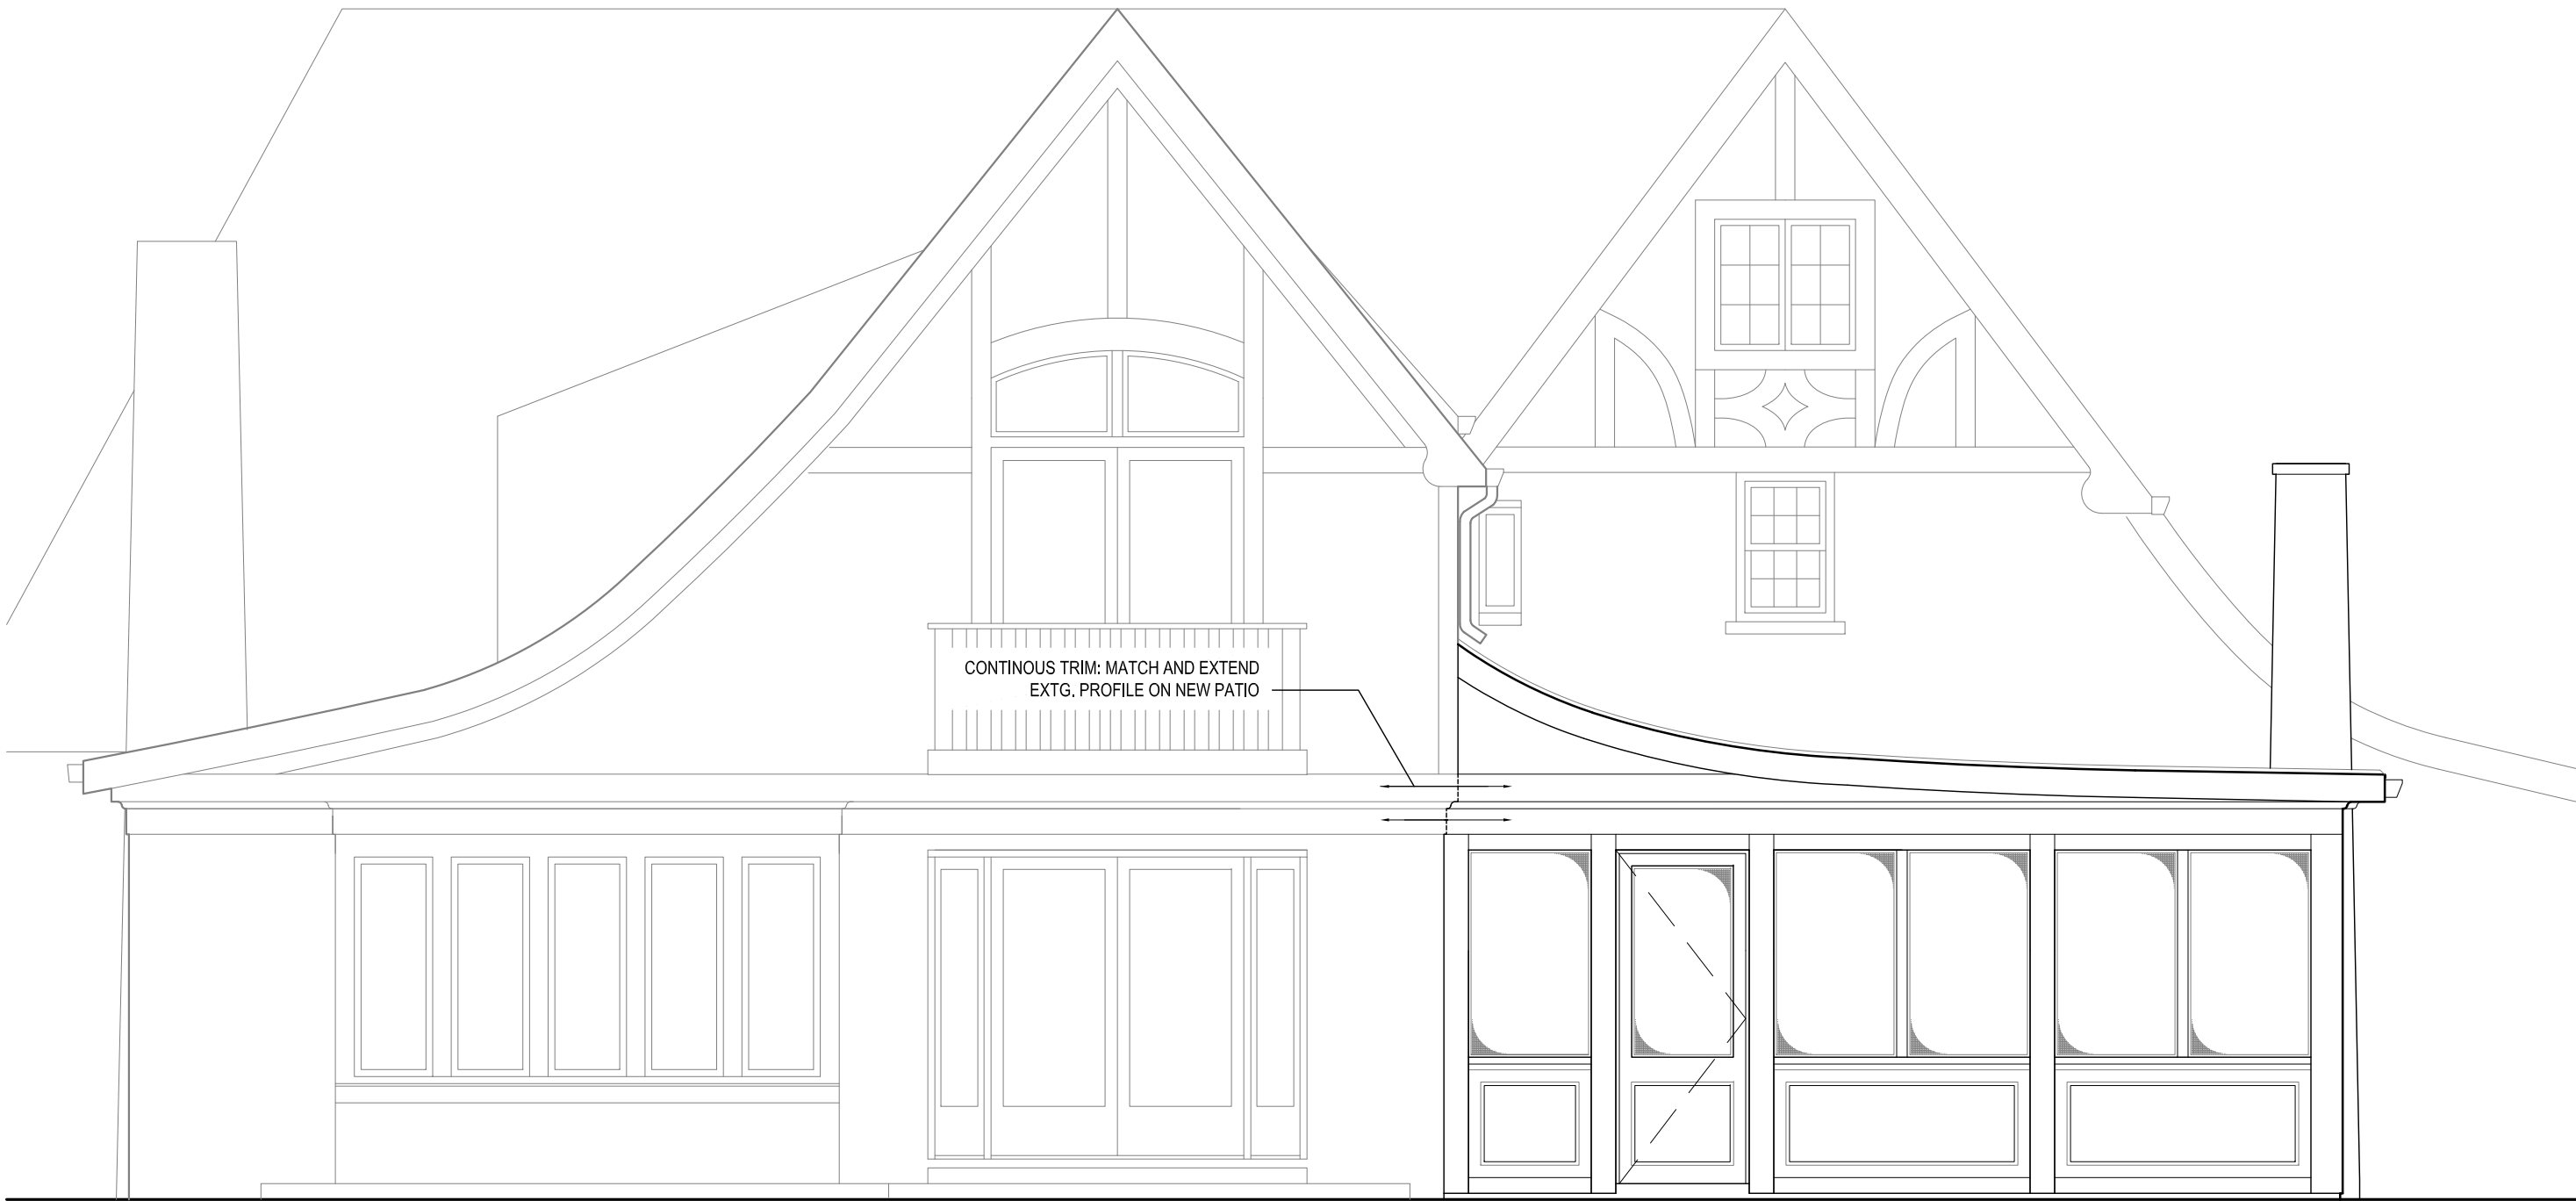 CONTINOUS TRIM: MATCH AND EXTEND
EXTG. PROFILE ON NEW PATIO